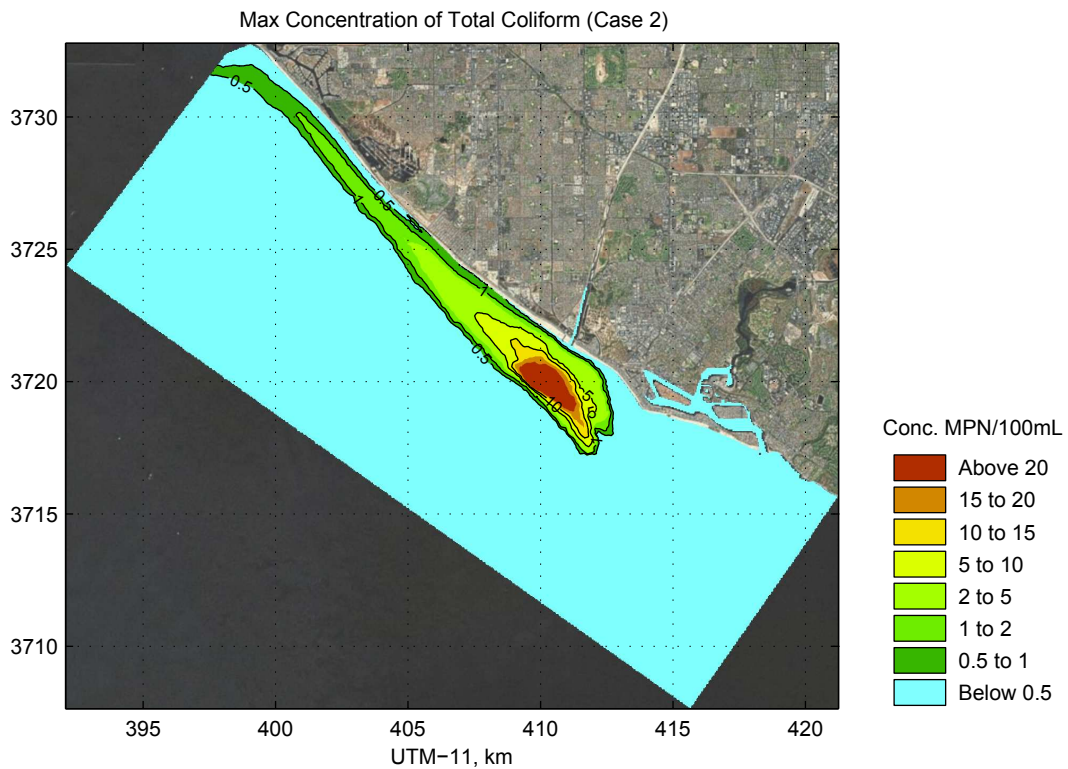 Max Concentration of Total Coliform (Case 2)
3730
3725
3720
3715
3710
395
400
405
410
415
420
UTM−11, km
0.5
0.5
1
1
0.5
5
10
1
Conc. MPN/100mL
Above 20
15 to 20
10 to 15
5 to 10
2 to 5
1 to 2
0.5 to 1
Below 0.5